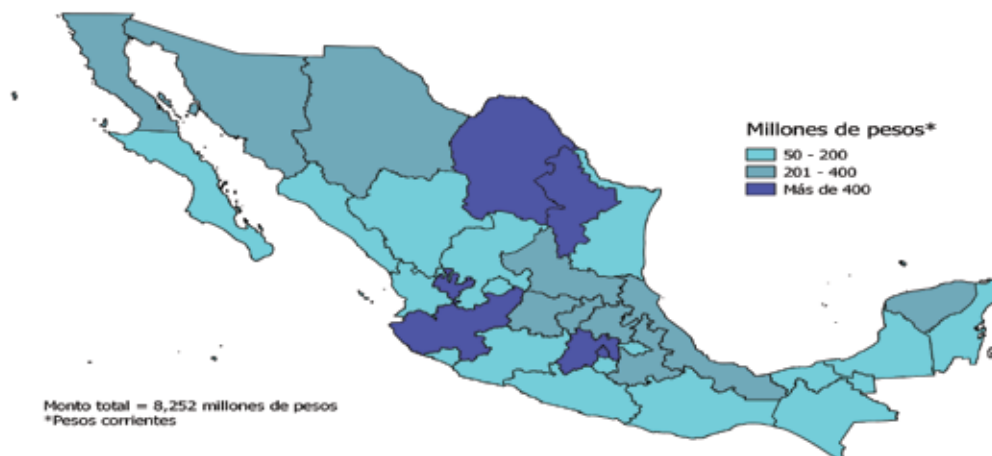 Millones de pesos*
50 - 200
201 - 400
Más de 400
Monto total = 8,252 millones de pesos
*Pesos corrientes